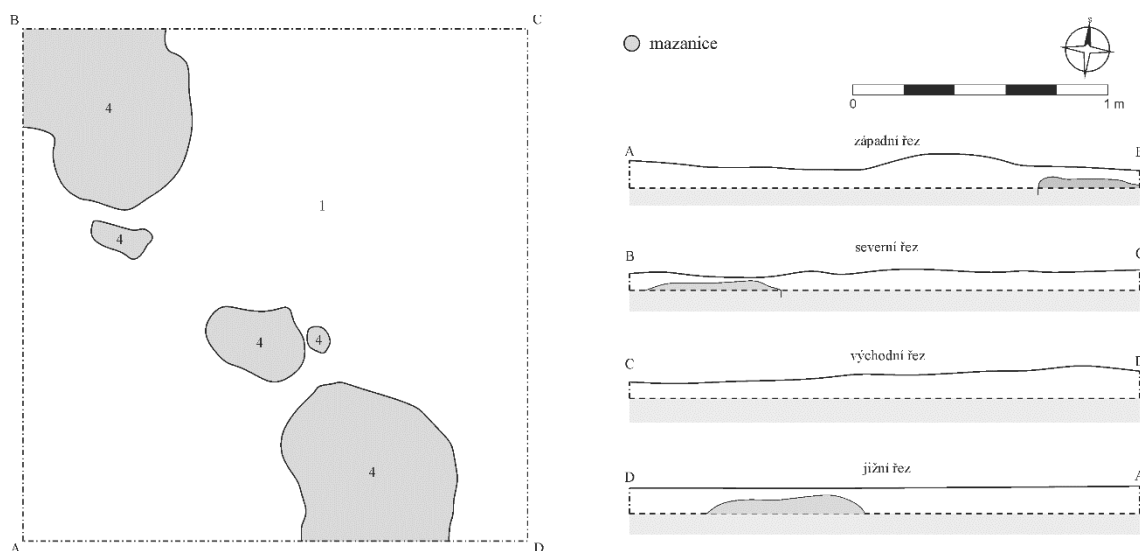 B
C
4
4
1
4
4
4
A
D
mazanice
s
0
1 m
západní řez
A
B
severní řez
B
C
východní řez
C
D
jižní řez
D
A